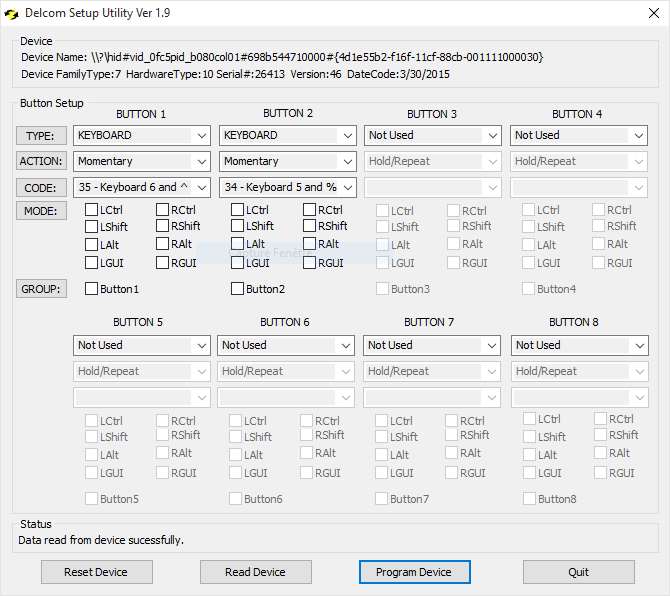 Delcom Setup Utility Ver 1.9
Device
Device Name: \\?\hid#vid_0fc5pid_b080col01#698b544710000#{4d1e55b2-f16f-11cf-88cb-001111000030}
Device FamilyType:7 HardwareType:10 Serial#:26413 Version:46 DateCode:3/30/2015
Button Setup
BUTTON 1 BUTTON 2 BUTTON 3 BUTTON 4
TYPE: KEYBOARD KEYBOARD Not Used Not Used
ACTION: Momentary Momentary Hold/Repeat Hold/Repeat
CODE: 35 - Keyboard 6 and ^ 34 - Keyboard 5 and %
MODE: LCtrl RCtrl LCtrl RCtrl LCtrl RCtrl LCtrl RCtrl
LShift RShift LShift RShift LShift RShift LShift RShift
LAlt RAlt LAlt RAlt LAlt RAlt LAlt RAlt
Capture Fenêtre
LGUI RGUI LGUI RGUI LGUI RGUI LGUI RGUI
GROUP: Button1 Button2 Button3 Button4
BUTTON 5 BUTTON 6 BUTTON 7 BUTTON 8
Not Used Not Used Not Used Not Used
Hold/Repeat Hold/Repeat Hold/Repeat Hold/Repeat
LCtrl RCtrl LCtrl RCtrl LCtrl RCtrl LCtrl RCtrl
LShift RShift LShift RShift LShift RShift LShift RShift
LAlt RAlt LAlt RAlt LAlt RAlt LAlt RAlt
LGUI RGUI LGUI RGUI LGUI RGUI LGUI RGUI
Button5 Button6 Button7 Button8
Status
Data read from device sucessfully.
Reset Device Read Device Program Device Quit